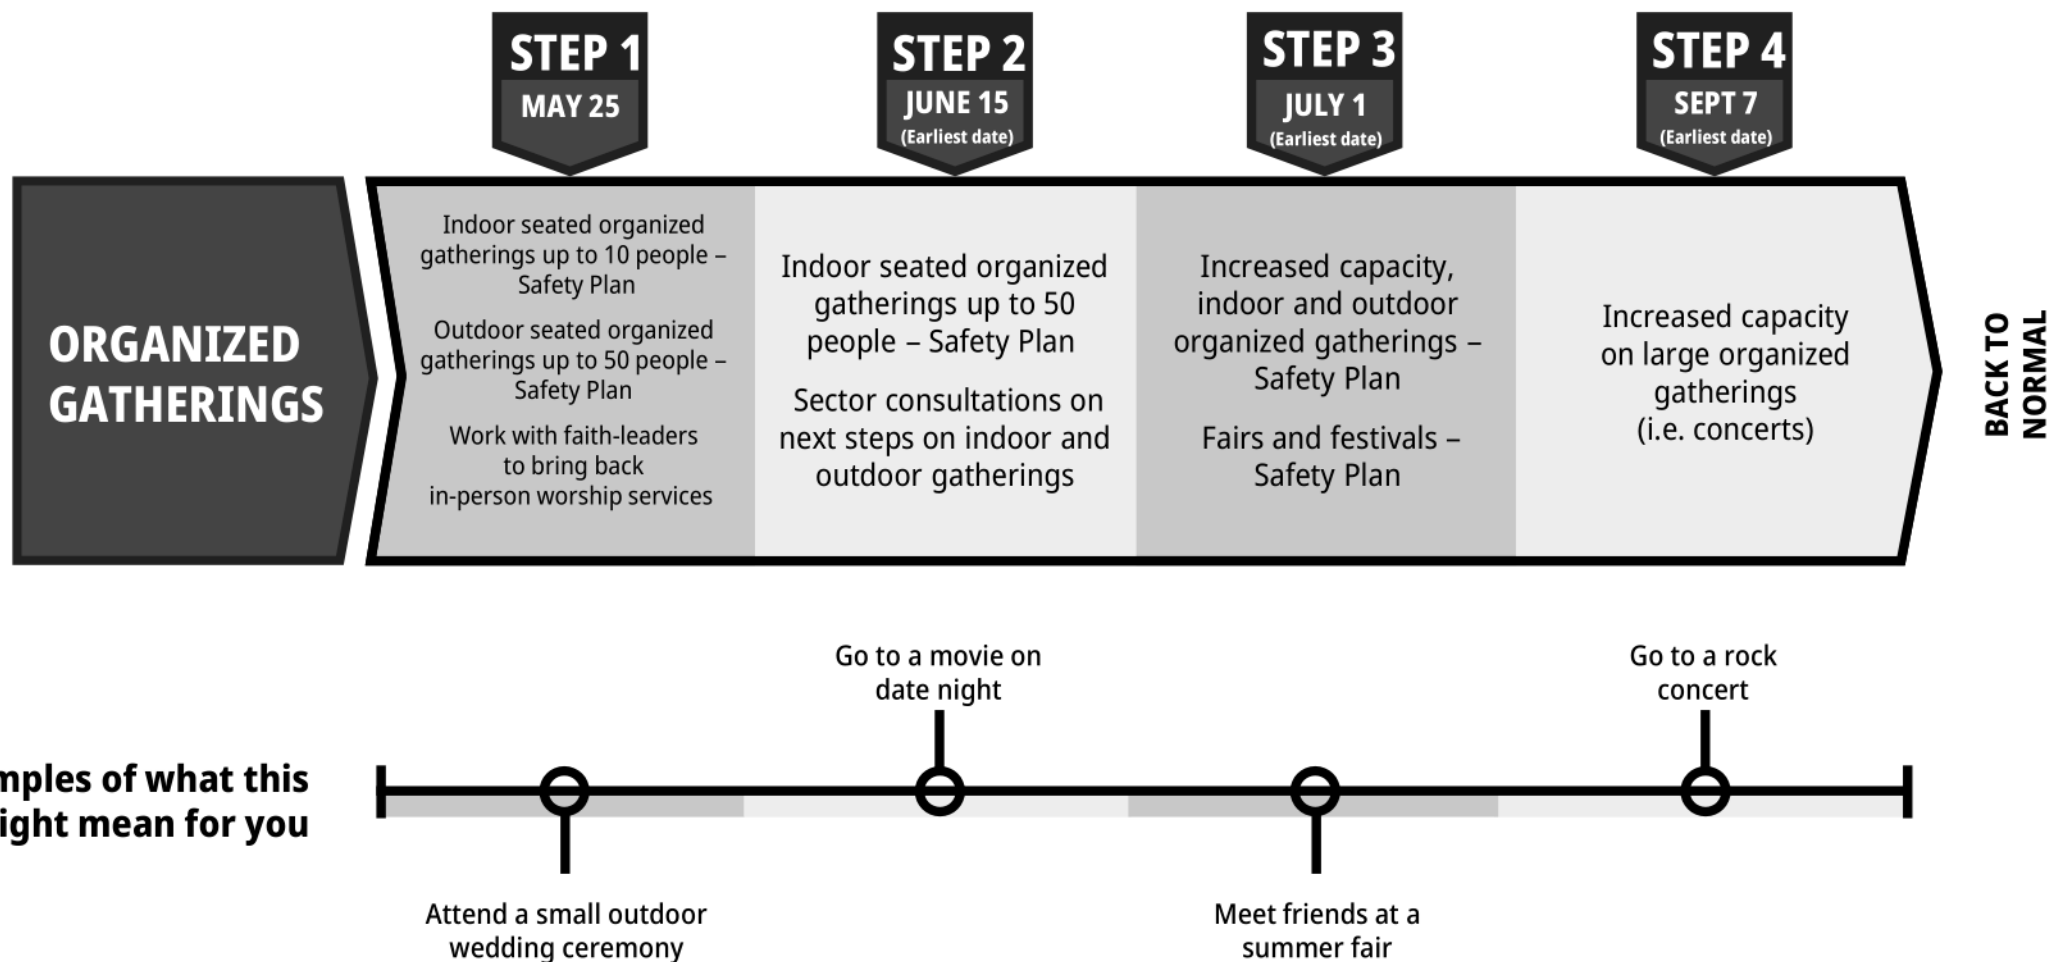 STEP 1
MAY 25
STEP 2
JUNE 15
(Earliest date)
STEP 3
JULY 1
(Earliest date)
STEP 4
SEPT 7
(Earliest date)
ORGANIZED
GATHERINGS
Indoor seated organized
gatherings up to 10 people –
Safety Plan
Outdoor seated organized
gatherings up to 50 people –
Safety Plan
Work with faith-leaders
to bring back
in-person worship services
Indoor seated organized
gatherings up to 50
people – Safety Plan
Sector consultations on
next steps on indoor and
outdoor gatherings
Increased capacity,
indoor and outdoor
organized gatherings –
Safety Plan
Fairs and festivals –
Safety Plan
Increased capacity
on large organized
gatherings
(i.e. concerts)
BACK TO
NORMAL
mples of what this
ight mean for you
Attend a small outdoor
wedding ceremony
Go to a movie on
date night
Meet friends at a
summer fair
Go to a rock
concert